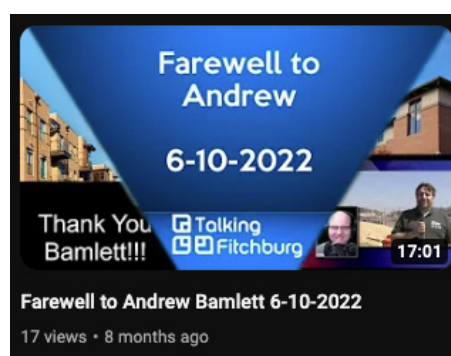 Farewell to
Andrew
6-10-2022
Thank You
Bamlett!!!
Talking
Fitchburg
17:01
Farewell to Andrew Bamlett 6-10-2022
17 views • 8 months ago